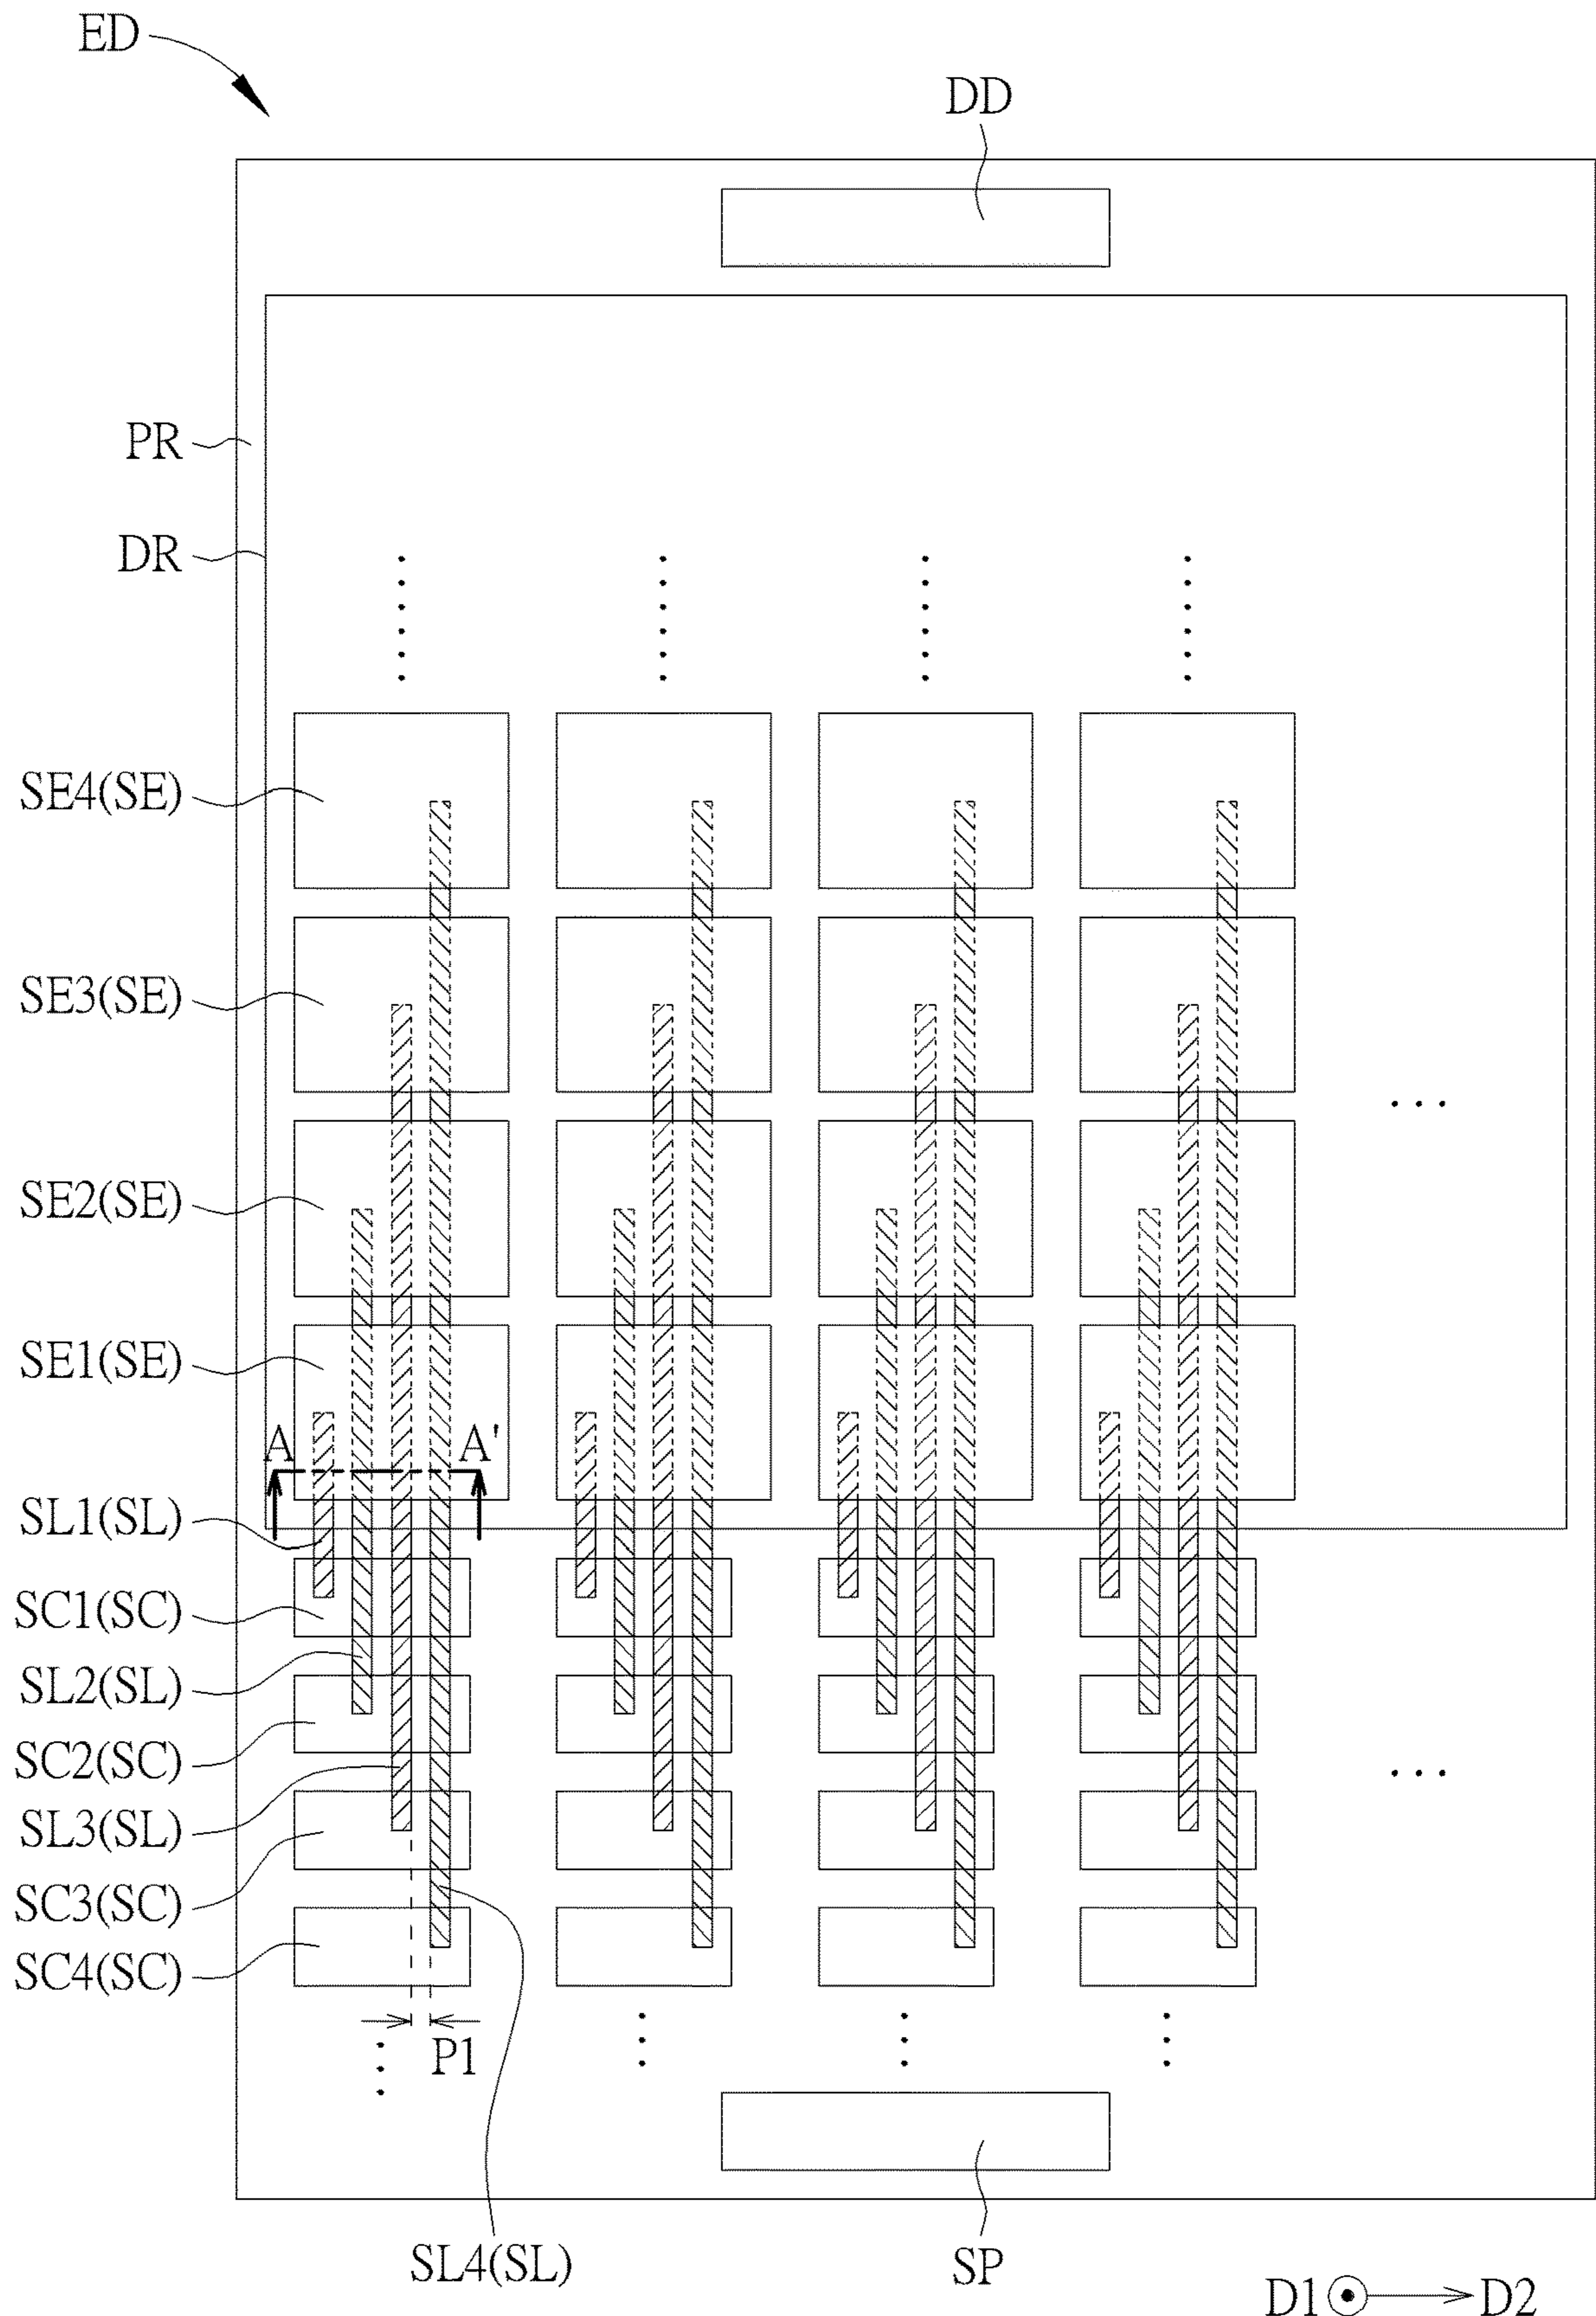 ED
DD
PR
DR
SE4(SE)
SE3(SE)
SE2(SE)
SE1(SE)
A A'
SL1(SL)
SC1(SC)
SL2(SL)
SC2(SC)
SL3(SL)
SC3(SC)
SC4(SC)
P1
SL4(SL)
SP
D1 D2